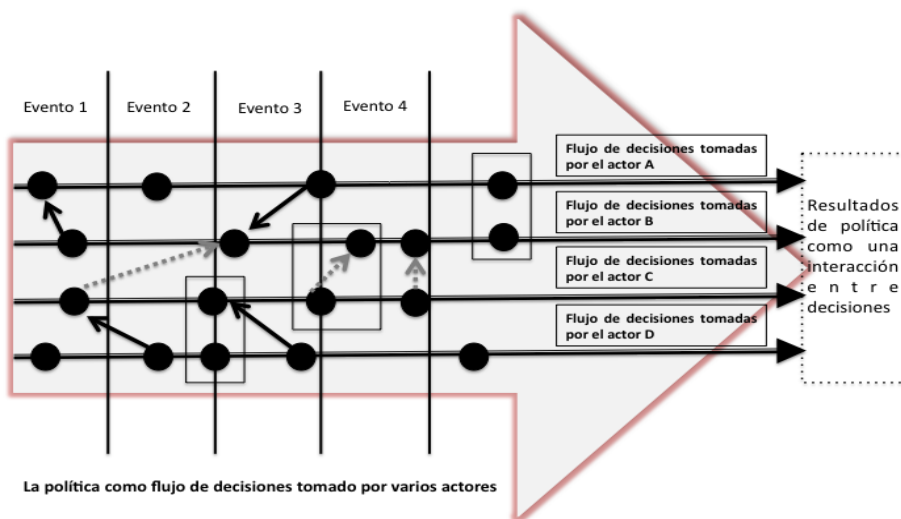 Evento 1
Evento 2
Evento 3
Evento 4
Flujo de decisiones tomadas
por el actor A
Flujo de decisiones tomadas
por el actor B
Flujo de decisiones tomadas
por el actor C
Flujo de decisiones tomadas
por el actor D
Resultados
de política
como una
interacción
entre
decisiones
La política como flujo de decisiones tomado por varios actores